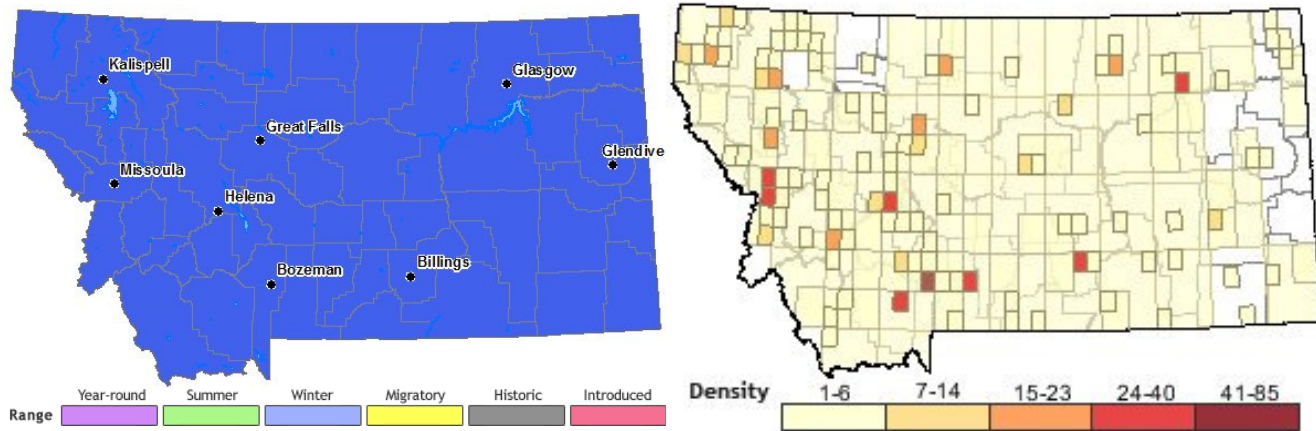 Kalispell
Glasgow
Great Falls
Glendive
Missoula
Helena
Bozeman
Billings
Range
Year-round
Summer
Winter
Migratory
Historic
Introduced
Density
1-6
7-14
15-23
24-40
41-85